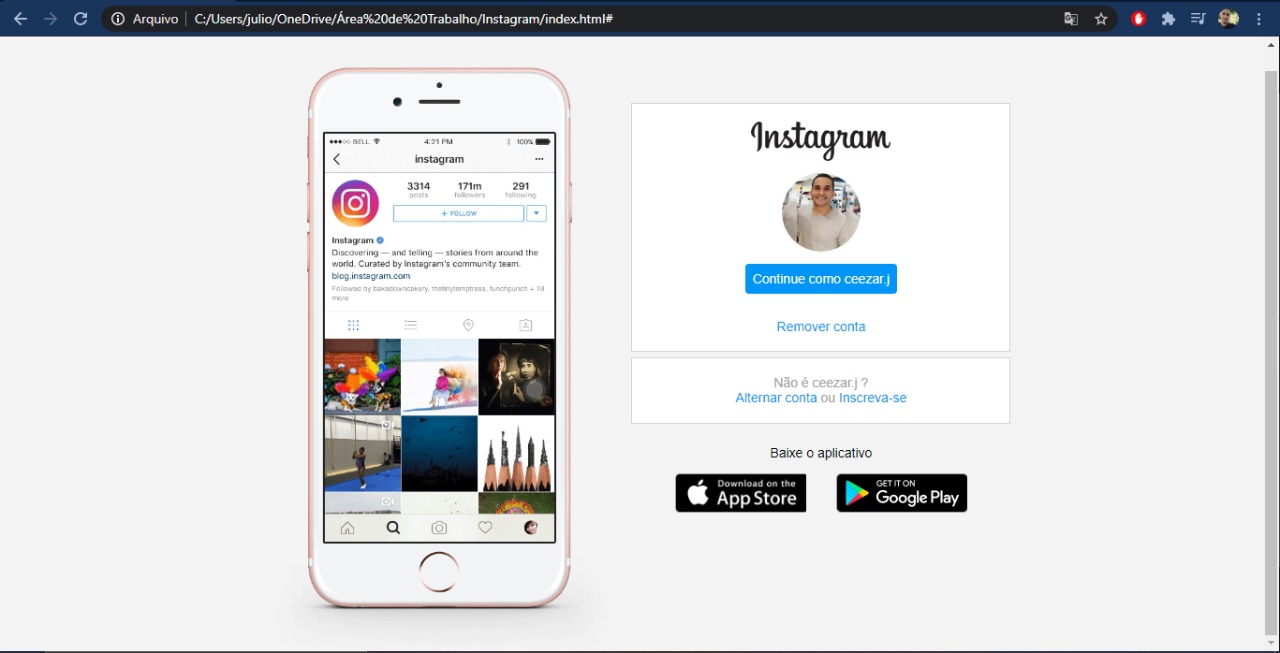 Arquivo
C:/Users/julio/OneDrive/Área%20de%20Trabalho/Instagram/index.html#
BELL 4:21 PM 100%
instagram
3314 171m 291
posts followers following
+ FOLLOW
Instagram
Discovering — and telling — stories from around the
world. Curated by Instagram's community team.
blog.instagram.com
Followed by bakadowncakery, thetinytemptress, funchpunch + 18
more
Instagram
Continue como ceezar.j
Remover conta
Não é ceezar.j ?
Alternar conta ou Inscreva-se
Baixe o aplicativo
Download on the
App Store
GET IT ON
Google Play